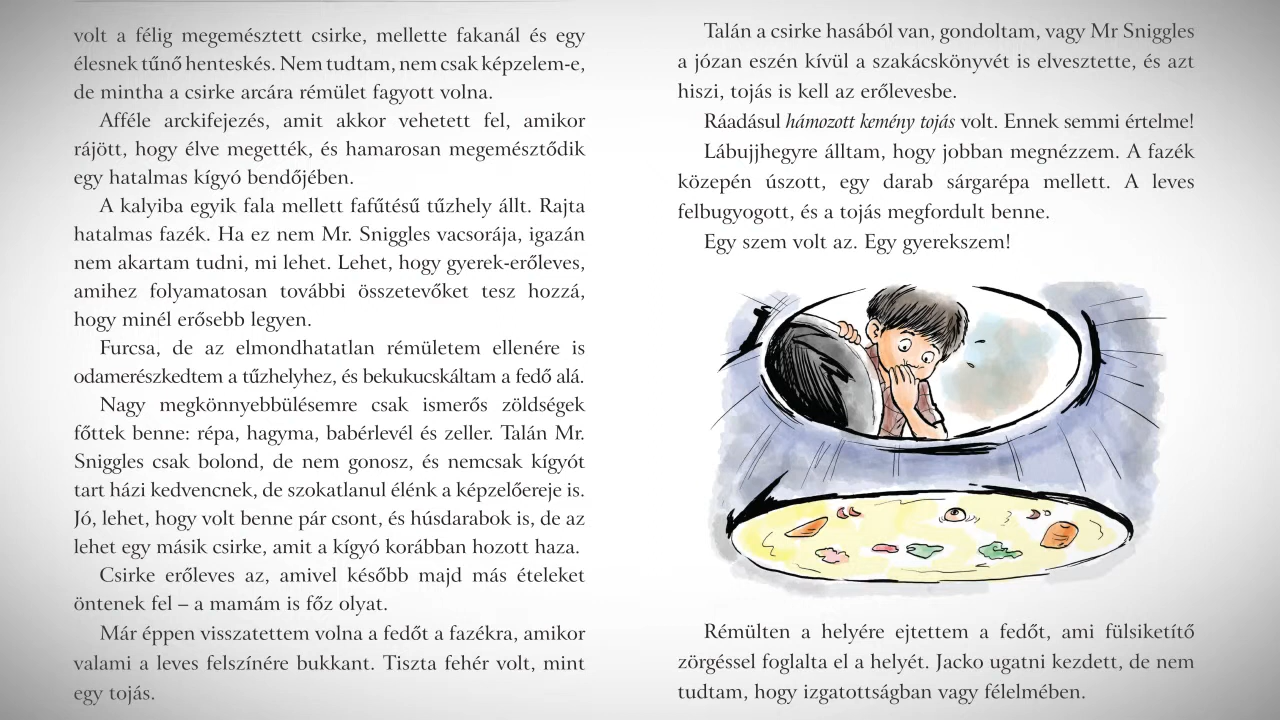 volt a félig megemésztett csirke, mellette fakanál és egy
élesnek tűnő henteskés. Nem tudtam, nem csak képzelem-e,
de mintha a csirke arcára rémület fagyott volna.
Afféle arckifejezés, amit akkor vehetett fel, amikor
rájött, hogy élve megették, és hamarosan megemésztődik
egy hatalmas kígyó bendőjében.
A kalyiba egyik fala mellett fafűtésű tűzhely állt. Rajta
hatalmas fazék. Ha ez nem Mr. Sniggles vacsorája, igazán
nem akartam tudni, mi lehet. Lehet, hogy gyerek-erőleves,
amihez folyamatosan további összetevőket tesz hozzá,
hogy minél erősebb legyen.
Furcsa, de az elmondhatatlan rémületem ellenére is
odamerészkedtem a tűzhelyhez, és bekukucskáltam a fedő alá.
Nagy megkönnyebbülésemre csak ismerős zöldségek
főttek benne: répa, hagyma, babérlevél és zeller. Talán Mr.
Sniggles csak bolond, de nem gonosz, és nemcsak kígyót
tart házi kedvencnek, de szokatlanul élénk a képzelőereje is.
Jó, lehet, hogy volt benne pár csont, és húsdarabok is, de az
lehet egy másik csirke, amit a kígyó korábban hozott haza.
Csirke erőleves az, amivel később majd más ételeket
öntenek fel – a mamám is főz olyat.
Már éppen visszatettem volna a fedőt a fazékra, amikor
valami a leves felszínére bukkant. Tiszta fehér volt, mint
egy tojás.
Talán a csirke hasából van, gondoltam, vagy Mr Sniggles
a józan eszén kívül a szakácskönyvét is elvesztette, és azt
hiszi, tojás is kell az erőlevesbe.
Ráadásul hámozott kemény tojás volt. Ennek semmi értelme!
Lábujjhegyre álltam, hogy jobban megnézzem. A fazék
közepén úszott, egy darab sárgarépa mellett. A leves
felbugyogott, és a tojás megfordult benne.
Egy szem volt az. Egy gyerekszem!
Rémülten a helyére ejtettem a fedőt, ami fülsiketítő
zörgéssel foglalta el a helyét. Jacko ugatni kezdett, de nem
tudtam, hogy izgatottságban vagy félelmében.